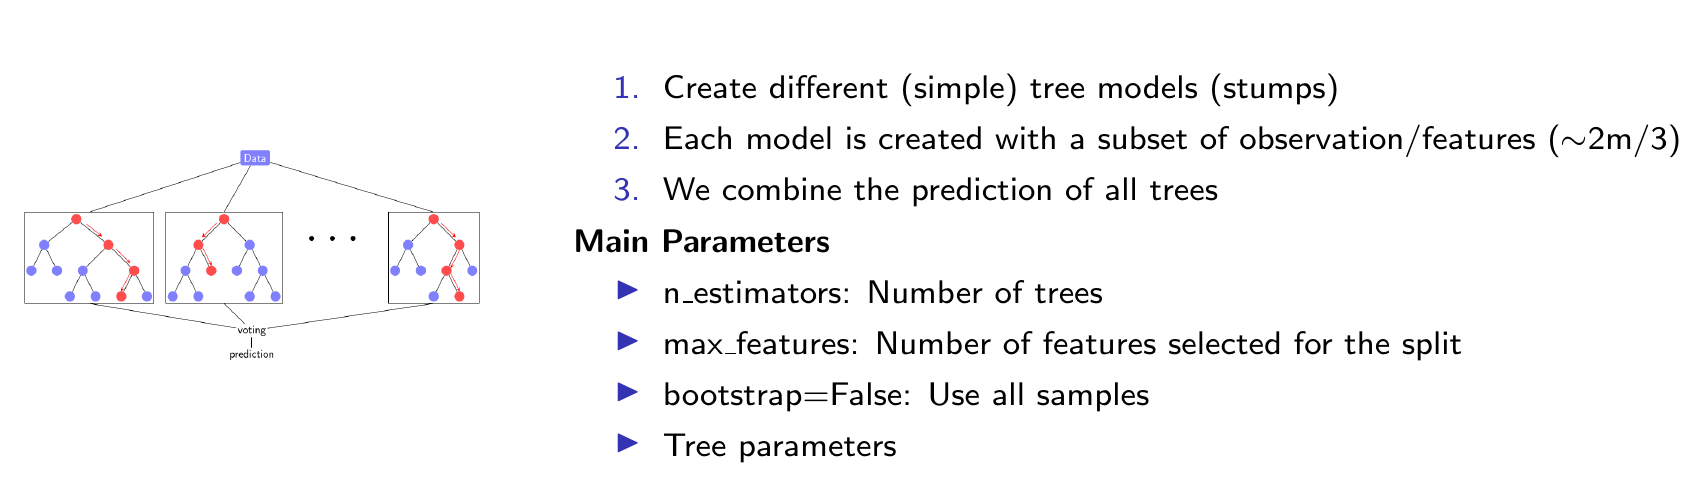 Data
voting
prediction
1. Create different (simple) tree models (stumps)
2. Each model is created with a subset of observation/features (∼2m/3)
3. We combine the prediction of all trees
Main Parameters
▶ n_estimators: Number of trees
▶ max_features: Number of features selected for the split
▶ bootstrap=False: Use all samples
▶ Tree parameters